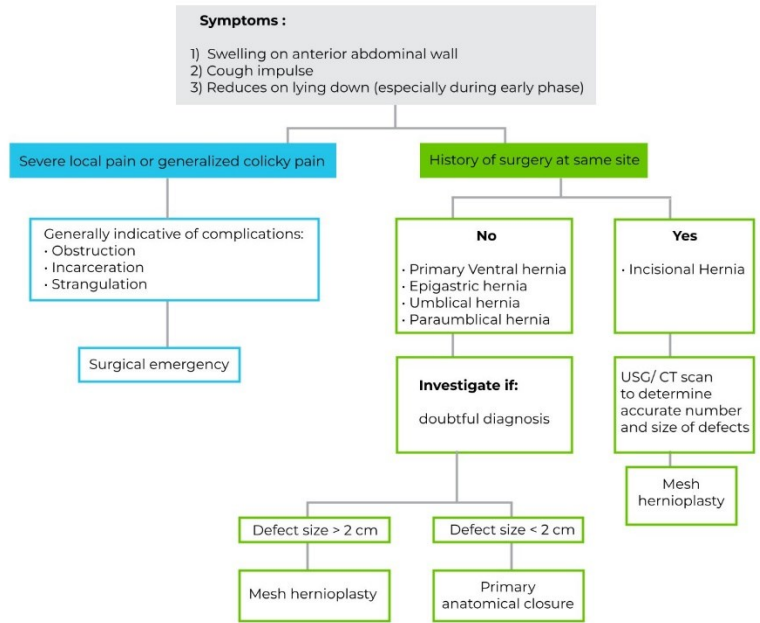 Symptoms :
1) Swelling on anterior abdominal wall
2) Cough impulse
3) Reduces on lying down (especially during early phase)
Severe local pain or generalized colicky pain
History of surgery at same site
Generally indicative of complications:
· Obstruction
· Incarceration
· Strangulation
Surgical emergency
No
· Primary Ventral hernia
· Epigastric hernia
· Umblical hernia
· Paraumblical hernia
Yes
· Incisional Hernia
Investigate if:
doubtful diagnosis
USG/ CT scan
to determine
accurate number
and size of defects
Mesh
hernioplasty
Defect size > 2 cm
Defect size < 2 cm
Mesh hernioplasty
Primary
anatomical closure